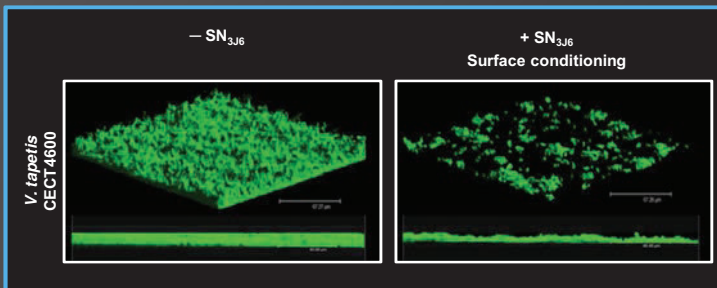 — SN3J6
+ SN3J6
Surface conditioning
V. tapetis
CECT4600